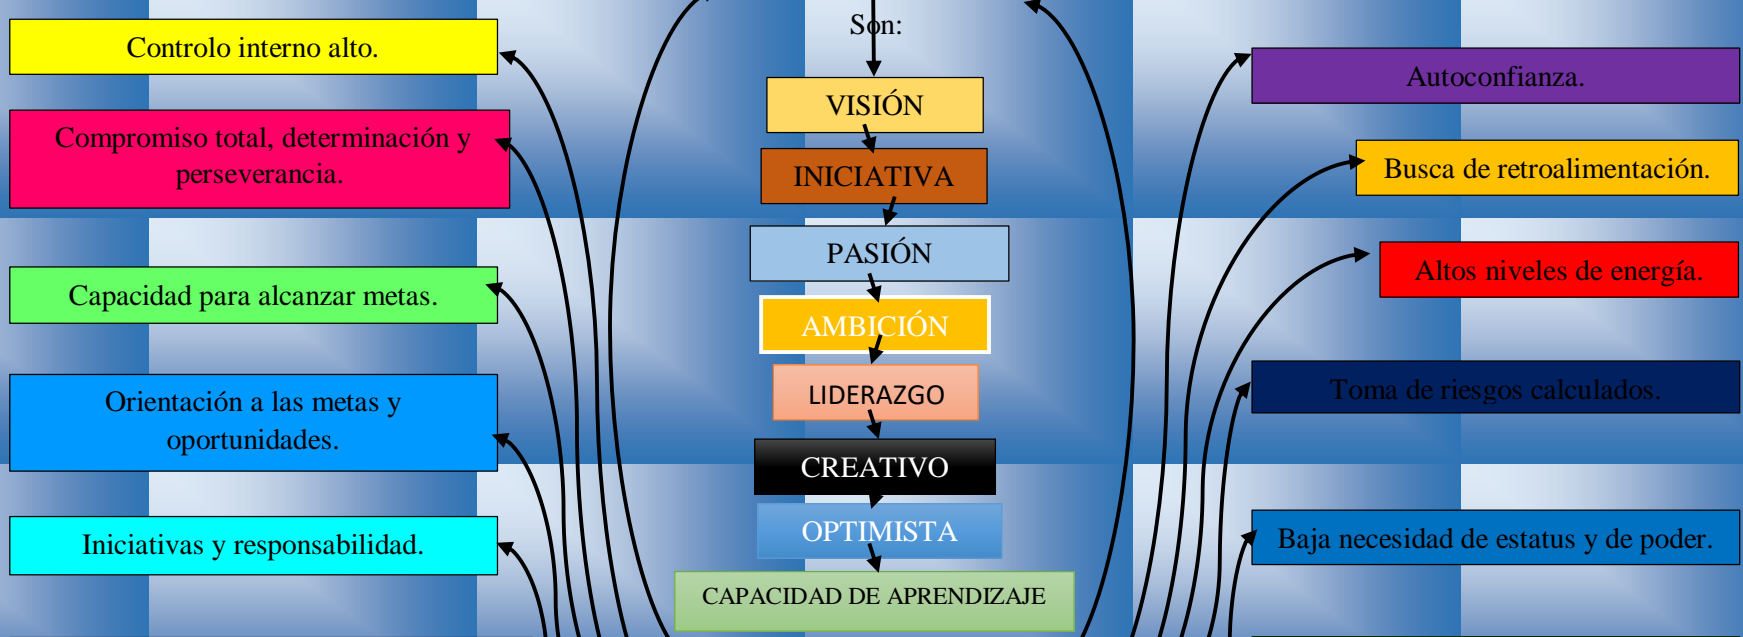 Son:
Controlo interno alto.
Compromiso total, determinación y
perseverancia.
Capacidad para alcanzar metas.
Orientación a las metas y
oportunidades.
Iniciativas y responsabilidad.
VISIÓN
INICIATIVA
PASIÓN
AMBICIÓN
LIDERAZGO
CREATIVO
OPTIMISTA
CAPACIDAD DE APRENDIZAJE
Autoconfianza.
Busca de retroalimentación.
Altos niveles de energía.
Toma de riesgos calculados.
Baja necesidad de estatus y de poder.